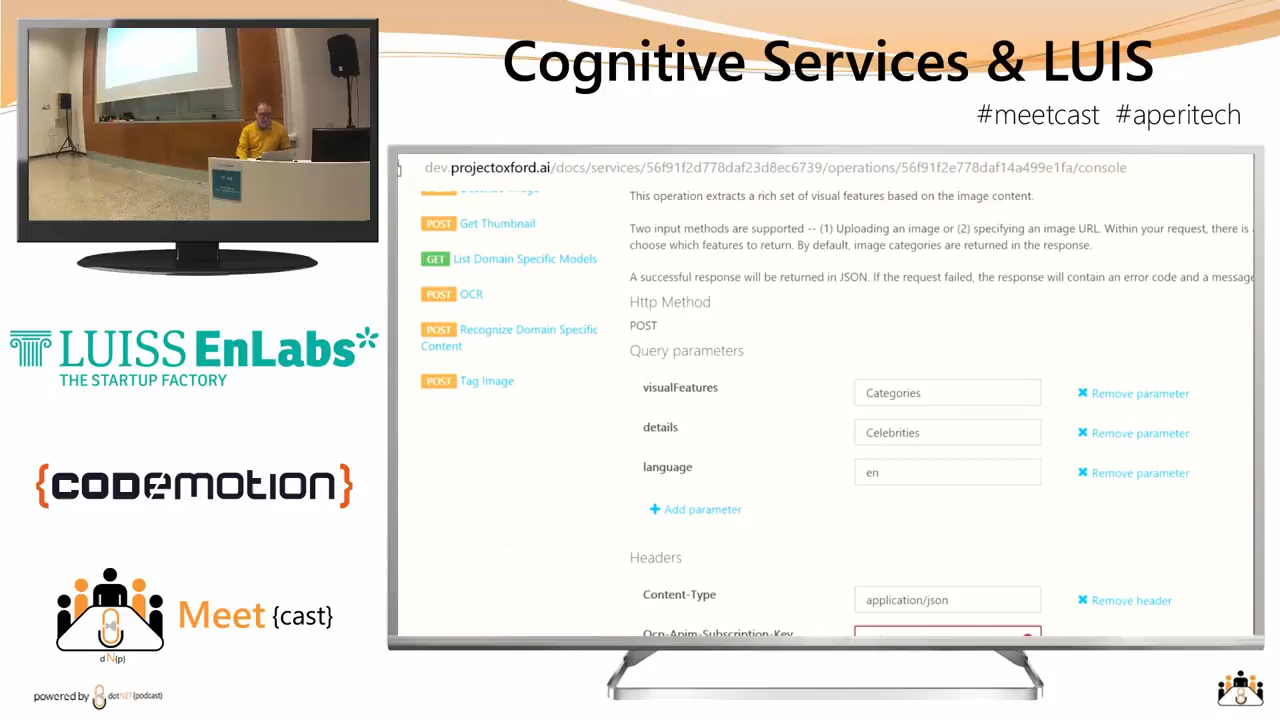 Cognitive Services & LUIS
#meetcast #aperitech
dev.projectoxford.ai/docs/services/56f91f2d778daf23d8ec6739/operations/56f91f2e778daf14a499e1fa/console
POST Get Thumbnail
GET List Domain Specific Models
POST OCR
POST Recognize Domain Specific
Content
POST Tag Image
This operation extracts a rich set of visual features based on the image content.
Two input methods are supported -- (1) Uploading an image or (2) specifying an image URL. Within your request, there is
choose which features to return. By default, image categories are returned in the response.
A successful response will be returned in JSON. If the request failed, the response will contain an error code and a message
Http Method
POST
Query parameters
visualFeatures Categories Remove parameter
details Celebrities Remove parameter
language en Remove parameter
Add parameter
Headers
Content-Type application/json Remove header
Ocp-Apim-Subscription-Key
LUISS EnLabs*
THE STARTUP FACTORY
{CODEMOTION}
Meet {cast}
dN{p}
powered by dotNET{podcast}